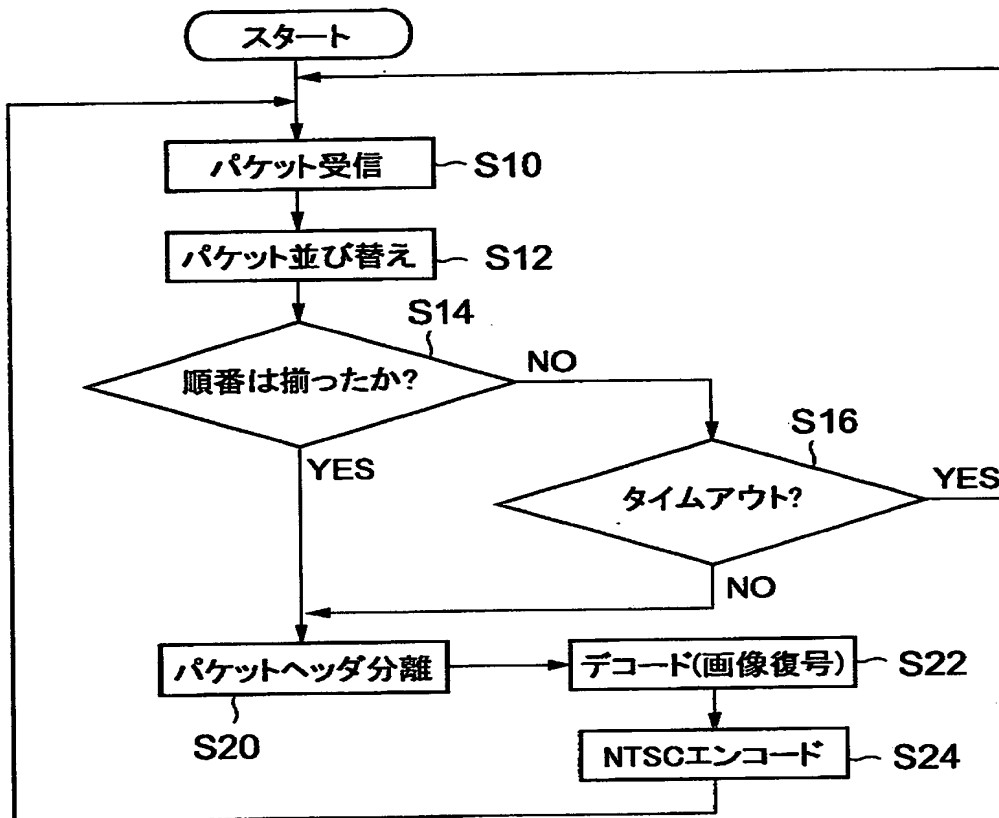 スタート
パケット受信
S10
パケット並び替え
S12
S14
順番は揃ったか?
NO
S16
YES
タイムアウト?
YES
NO
パケットヘッダ分離
デコード(画像復号)
S22
S20
NTSCエンコード
S24